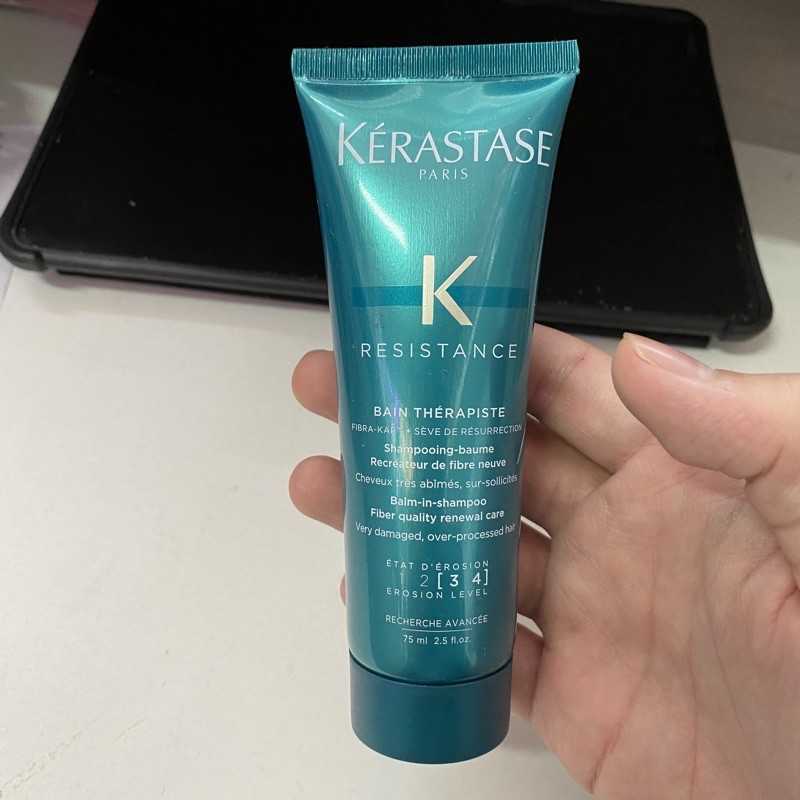 KÉRASTASE
PARIS
K
RESISTANCE
BAIN THÉRAPISTE
FIBRA-KAP™ + SÈVE DE RÉSURRECTION
Shampooing-baume
Recréateur de fibre neuve
Cheveux très abîmés, sur-sollicités
Balm-in-shampoo
Fiber quality renewal care
Very damaged, over-processed hair
ÉTAT D'ÉROSION
1 2 [3 4]
EROSION LEVEL
RECHERCHE AVANCÉE
75 ml 2.5 fl.oz.